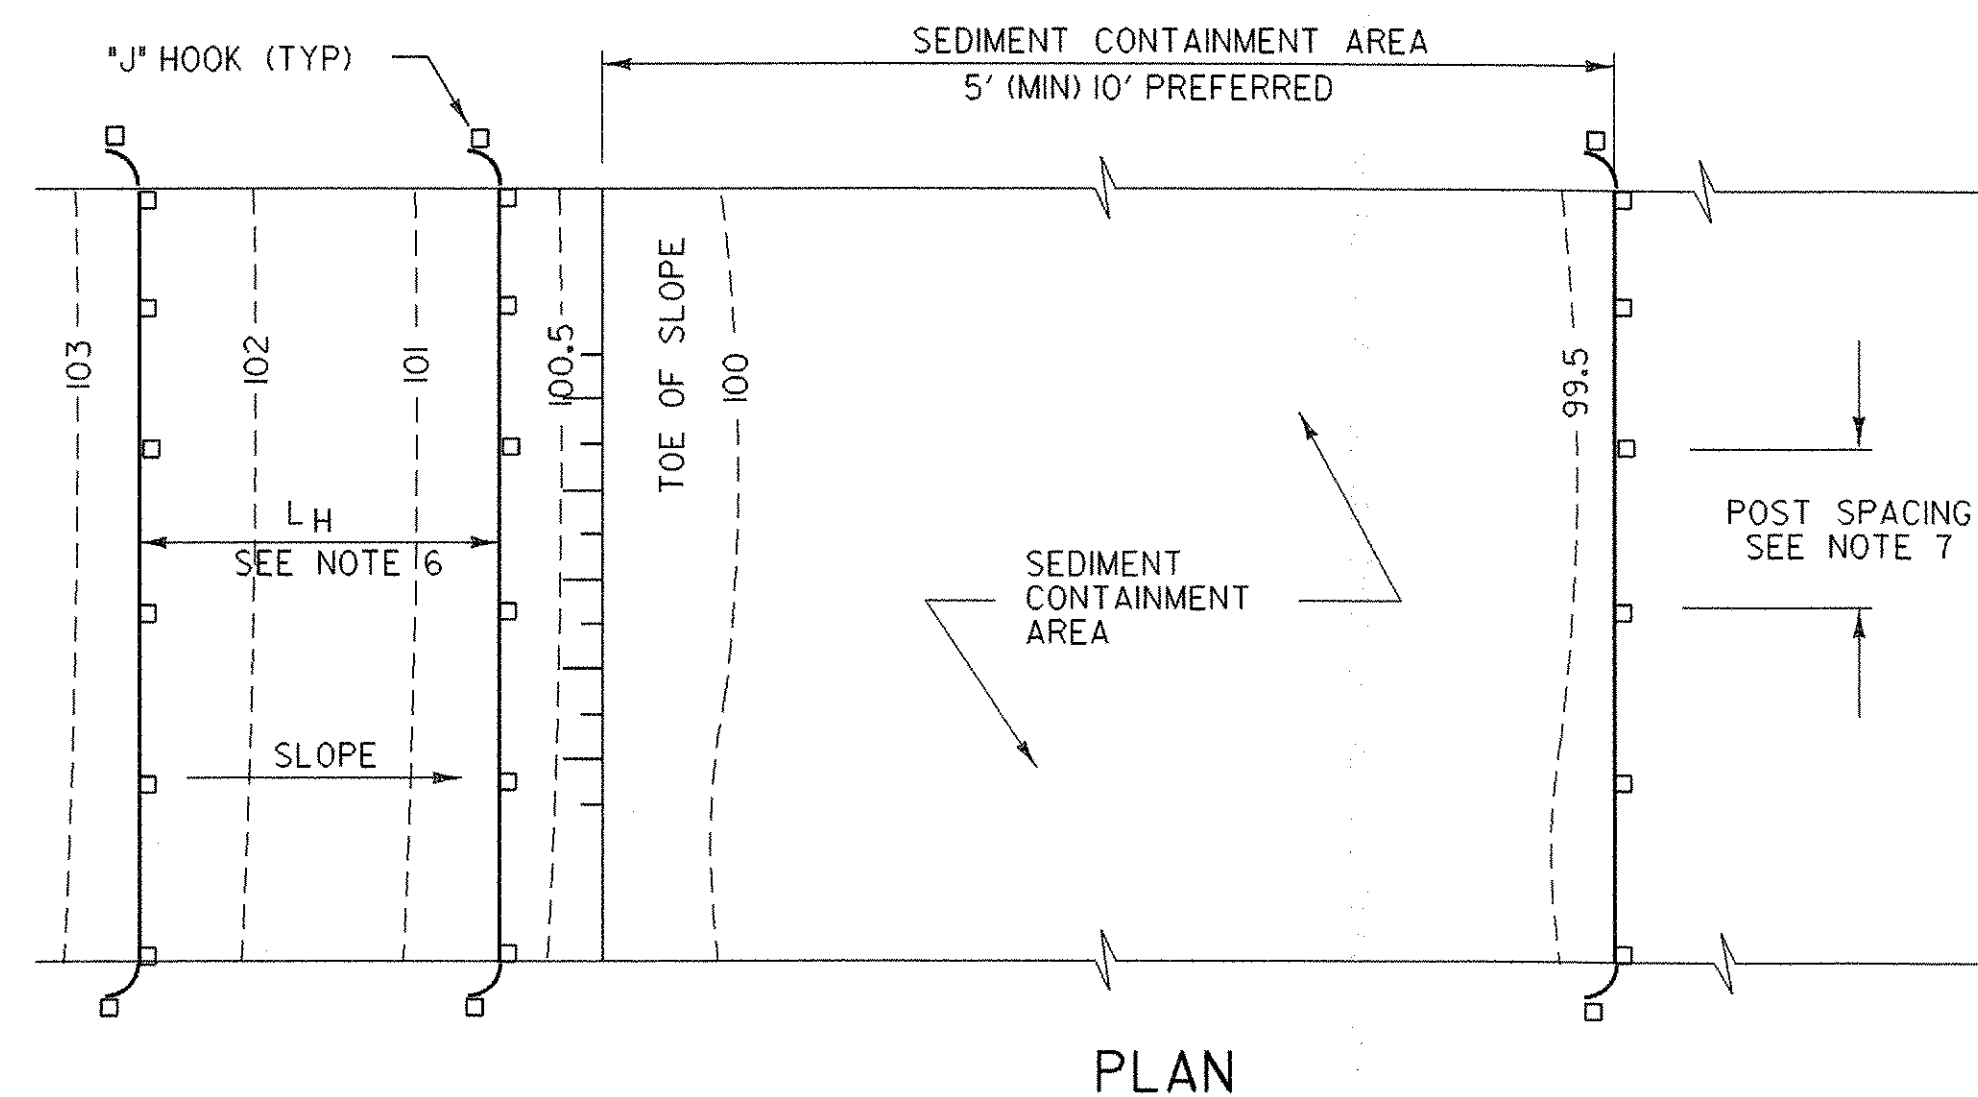 SEDIMENT CONTAINMENT AREA
5' (MIN) 10' PREFERRED
"J" HOOK (TYP)
103
102
101
100.5
TOE OF SLOPE
100
99.5
LH
SEE NOTE 6
POST SPACING
SEE NOTE 7
SEDIMENT
CONTAINMENT
AREA
SLOPE
PLAN